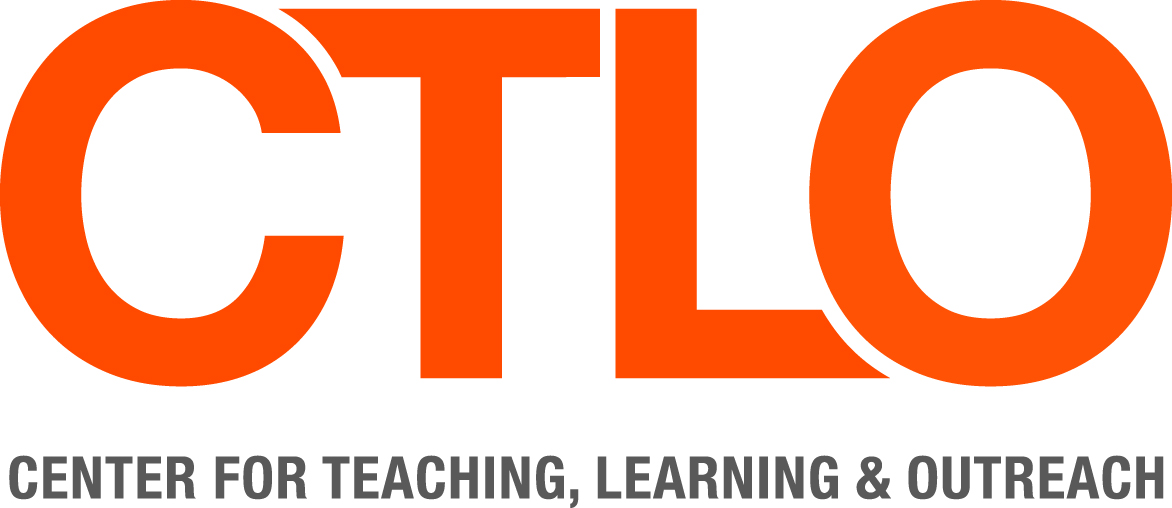 CTLO
CENTER FOR TEACHING, LEARNING & OUTREACH